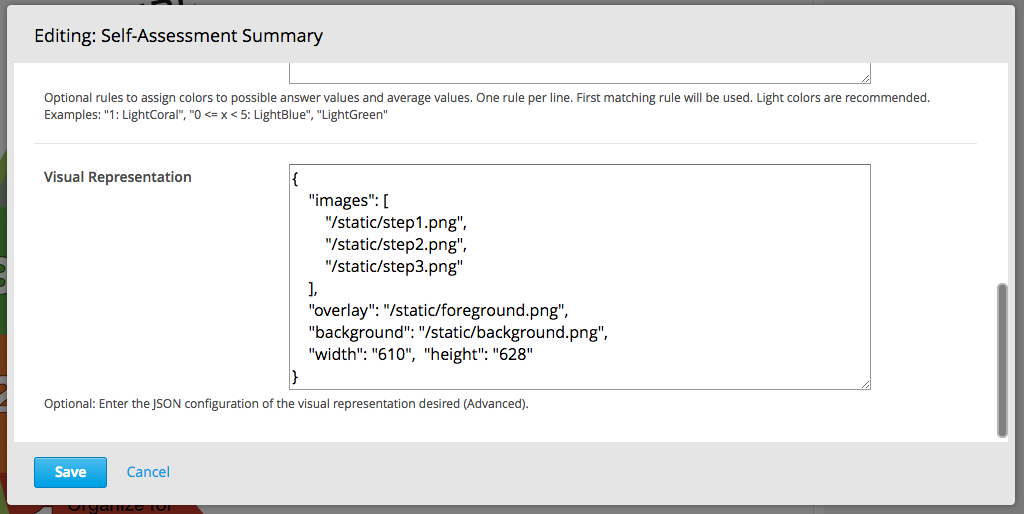 Editing: Self-Assessment Summary
Optional rules to assign colors to possible answer values and average values. One rule per line. First matching rule will be used. Light colors are recommended.
Examples: "1: LightCoral", "0 <= x < 5: LightBlue", "LightGreen"
Visual Representation
{
"images": [
"/static/step1.png",
"/static/step2.png",
"/static/step3.png"
],
"overlay": "/static/foreground.png",
"background": "/static/background.png",
"width": "610", "height": "628"
}
Optional: Enter the JSON configuration of the visual representation desired (Advanced).
Save
Cancel
Organize for